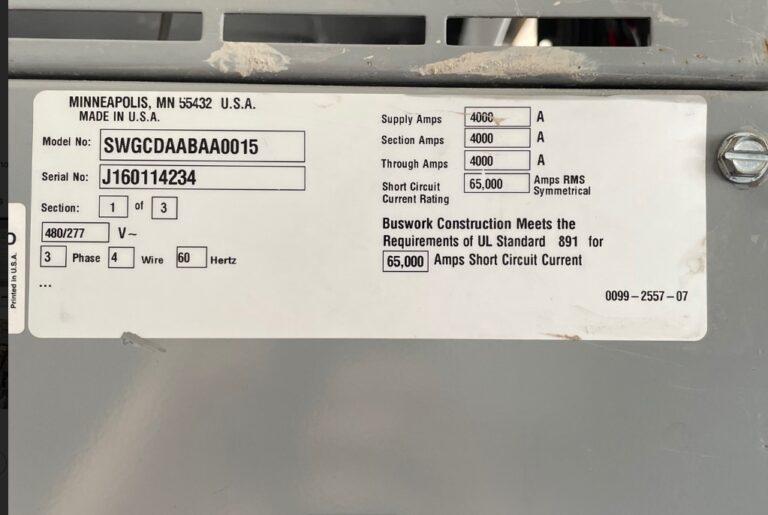 MINNEAPOLIS, MN 55432 U.S.A.
MADE IN U.S.A.
Model No: SWGCDAABAA0015
Serial No: J160114234
Section: 1 of 3
480/277 V~
3 Phase 4 Wire 60 Hertz
...
Supply Amps 4000 A
Section Amps 4000 A
Through Amps 4000 A
Short Circuit Current Rating 65,000 Amps RMS Symmetrical
Buswork Construction Meets the
Requirements of UL Standard 891 for
65,000 Amps Short Circuit Current
0099-2557-07
Printed in U.S.A.